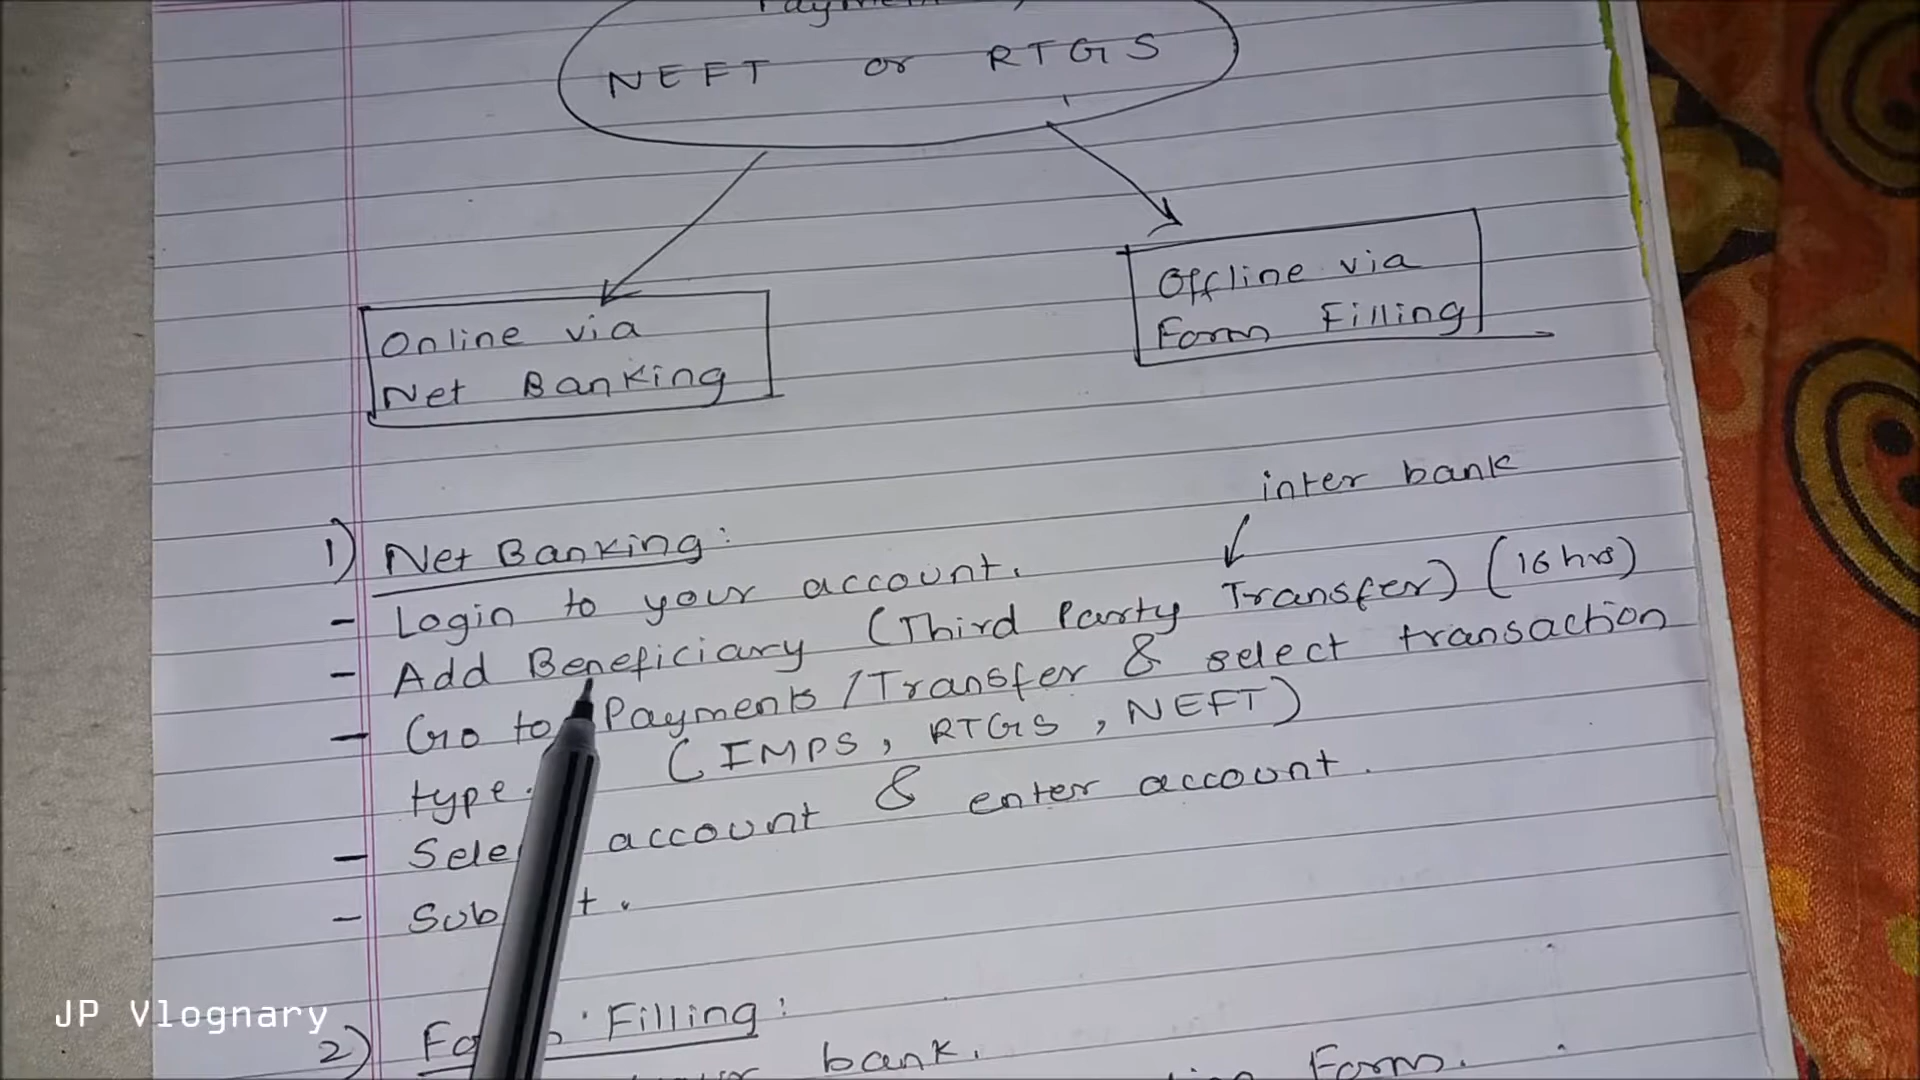 NEFT or RTGS
Online via
Net Banking
Offline via
Form Filling
inter bank
1) Net Banking:
- Login to your account.
- Add Beneficiary (Third Party Transfer) (16 hrs)
- Go to Payments/Transfer & select transaction
type. (IMPS, RTGS, NEFT)
- account & enter account.
-
2) Filling:
bank.
Form.
JP Vlognary